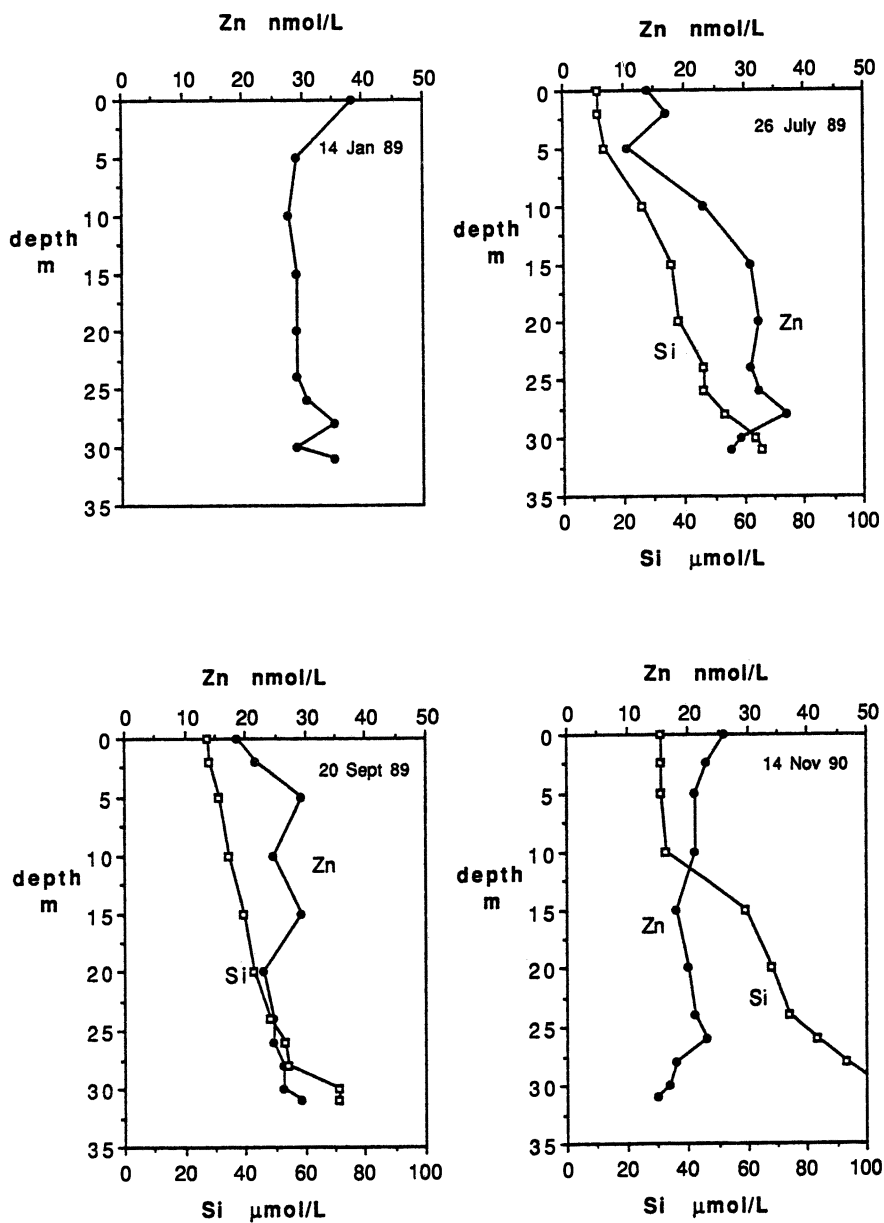 Zn nmol/L
0 10 20 30 40 50
0
5
10
15
20
25
30
35
depth
m
14 Jan 89
Zn nmol/L
0 10 20 30 40 50
0
5
10
15
20
25
30
35
depth
m
26 July 89
Zn
Si
0 20 40 60 80 100
Si μmol/L
Zn nmol/L
0 10 20 30 40 50
0
5
10
15
20
25
30
35
depth
m
20 Sept 89
Zn
Si
0 20 40 60 80 100
Si μmol/L
Zn nmol/L
0 10 20 30 40 50
0
5
10
15
20
25
30
35
depth
m
14 Nov 90
Zn
Si
0 20 40 60 80 100
Si μmol/L